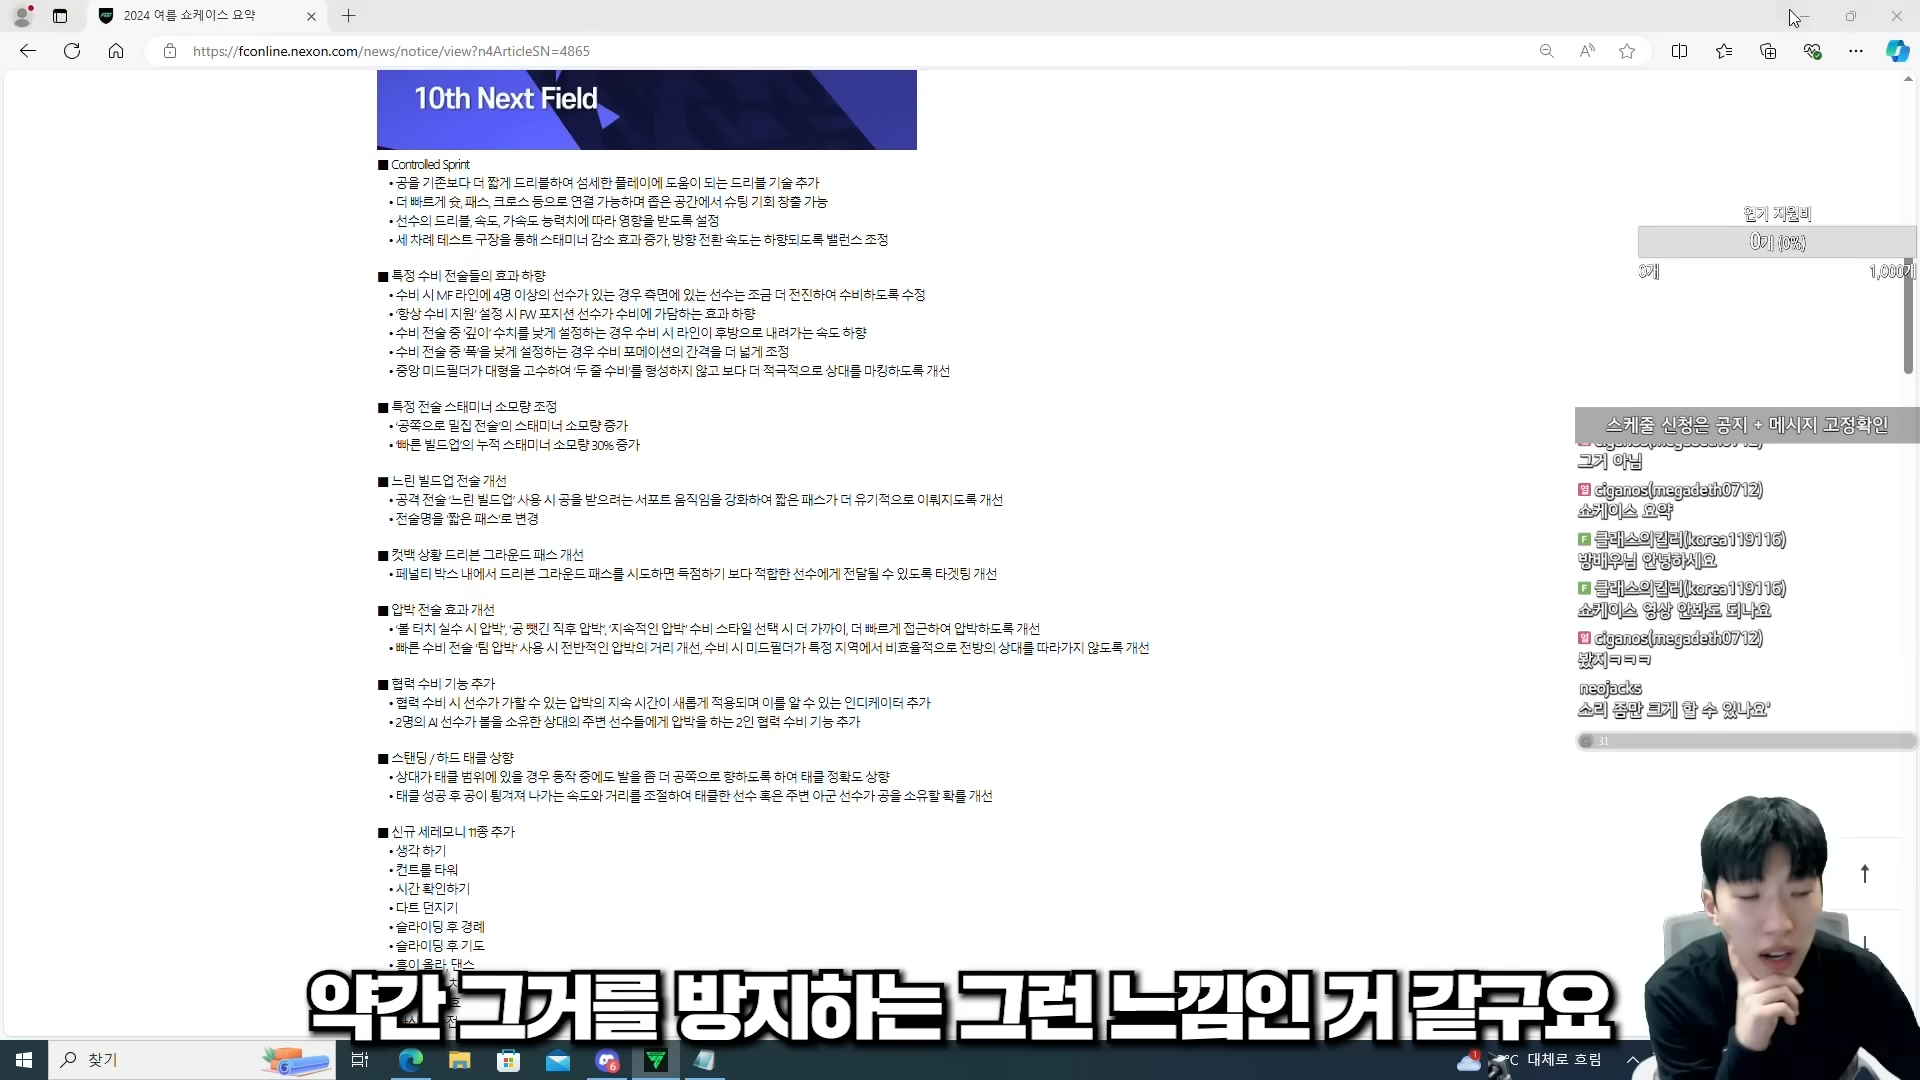 2024 여름 쇼케이스 요약
https://fconline.nexon.com/news/notice/view?n4ArticleSN=4865
10th Next Field
■ Controlled Sprint
• 공을 기존보다 더 짧게 드리블하여 섬세한 플레이에 도움이 되는 드리블 기술 추가
• 더 빠르게 슛, 패스, 크로스 등으로 연결 가능하며 좁은 공간에서 슈팅 기회 창출 가능
• 선수의 드리블, 속도, 가속도 능력치에 따라 영향을 받도록 설정
• 세 차례 테스트 구장을 통해 스태미너 감소 효과 증가, 방향 전환 속도는 하향되도록 밸런스 조정
■ 특정 수비 전술들의 효과 하향
• 수비 시 MF 라인에 4명 이상의 선수가 있는 경우 측면에 있는 선수는 조금 더 전진하여 수비하도록 수정
• '항상 수비 지원' 설정 시 FW 포지션 선수가 수비에 가담하는 효과 하향
• 수비 전술 중 '깊이' 수치를 낮게 설정하는 경우 수비 시 라인이 후방으로 내려가는 속도 하향
• 수비 전술 중 '폭'을 낮게 설정하는 경우 수비 포메이션의 간격을 더 넓게 조정
• 중앙 미드필더가 대형을 고수하여 '두 줄 수비'를 형성하지 않고 보다 더 적극적으로 상대를 마킹하도록 개선
■ 특정 전술 스태미너 소모량 조정
• '공쪽으로 밀집 전술'의 스태미너 소모량 증가
• '빠른 빌드업'의 누적 스태미너 소모량 30% 증가
■ 느린 빌드업 전술 개선
• 공격 전술 '느린 빌드업' 사용 시 공을 받으려는 서포트 움직임을 강화하여 짧은 패스가 더 유기적으로 이뤄지도록 개선
• 전술명을 '짧은 패스'로 변경
■ 컷백 상황 드리븐 그라운드 패스 개선
• 페널티 박스 내에서 드리븐 그라운드 패스를 시도하면 득점하기 보다 적합한 선수에게 전달될 수 있도록 타겟팅 개선
■ 압박 전술 효과 개선
• '볼 터치 실수 시 압박', '공 뺏긴 직후 압박', '지속적인 압박' 수비 스타일 선택 시 더 가까이, 더 빠르게 접근하여 압박하도록 개선
• 빠른 수비 전술 '팀 압박' 사용 시 전반적인 압박의 거리 개선, 수비 시 미드필더가 특정 지역에서 비효율적으로 전방의 상대를 따라가지 않도록 개선
■ 협력 수비 기능 추가
• 협력 수비 시 선수가 가할 수 있는 압박의 지속 시간이 새롭게 적용되며 이를 알 수 있는 인디케이터 추가
• 2명의 AI 선수가 볼을 소유한 상대의 주변 선수들에게 압박을 하는 2인 협력 수비 기능 추가
■ 스탠딩 / 하드 태클 상향
• 상대가 태클 범위에 있을 경우 동작 중에도 발을 좀 더 공쪽으로 향하도록 하여 태클 정확도 상향
• 태클 성공 후 공이 튕겨져 나가는 속도와 거리를 조절하여 태클한 선수 혹은 주변 아군 선수가 공을 소유할 확률 개선
■ 신규 세레모니 11종 추가
• 생각 하기
• 컨트롤 타워
• 시간 확인하기
• 다트 던지기
• 슬라이딩 후 경례
• 슬라이딩 후 기도
• 흥이 올라, 댄스
연기 지원비
0개 (0%)
0개 1,000개
스케줄 신청은 공지 + 메시지 고정확인
ciganos(megadeth0712)
그거 아님
열 ciganos(megadeth0712)
쇼케이스 요약
F 클래스의킬러(korea119116)
방배우님 안녕하세요
F 클래스의킬러(korea119116)
쇼케이스 영상 안봐도 되나요
열 ciganos(megadeth0712)
봤지ㅋㅋㅋ
neojacks
소리 좀만 크게 할 수 있나요'
31
약간 그거를 방지하는 그런 느낌인 거 같구요
찾기
6
1
°C 대체로 흐림